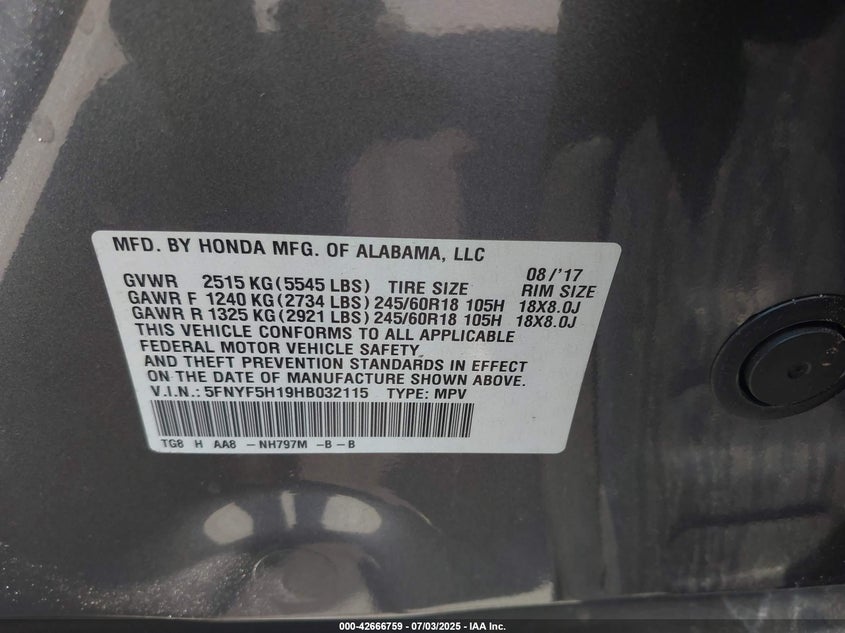 MFD. BY HONDA MFG. OF ALABAMA, LLC
08/'17
GVWR 2515 KG (5545 LBS) TIRE SIZE RIM SIZE
GAWR F 1240 KG (2734 LBS) 245/60R18 105H 18X8.0J
GAWR R 1325 KG (2921 LBS) 245/60R18 105H 18X8.0J
THIS VEHICLE CONFORMS TO ALL APPLICABLE
FEDERAL MOTOR VEHICLE SAFETY
AND THEFT PREVENTION STANDARDS IN EFFECT
ON THE DATE OF MANUFACTURE SHOWN ABOVE.
V.I.N.: 5FNYF5H19HB032115 TYPE: MPV
TG8 H AA8 - NH797M -B - B
000-42666759 - 07/03/2025 - IAA Inc.